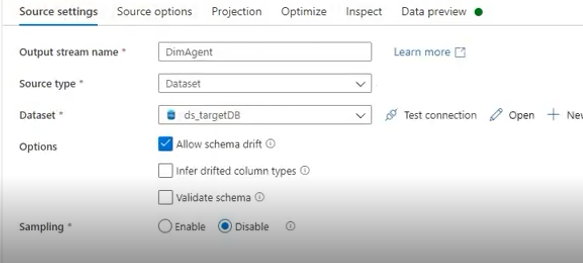 Source settings Source options Projection Optimize Inspect Data preview
Output stream name * DimAgent Learn more
Source type * Dataset
Dataset * ds_targetDB Test connection Open New
Options Allow schema drift
Infer drifted column types
Validate schema
Sampling * Enable Disable